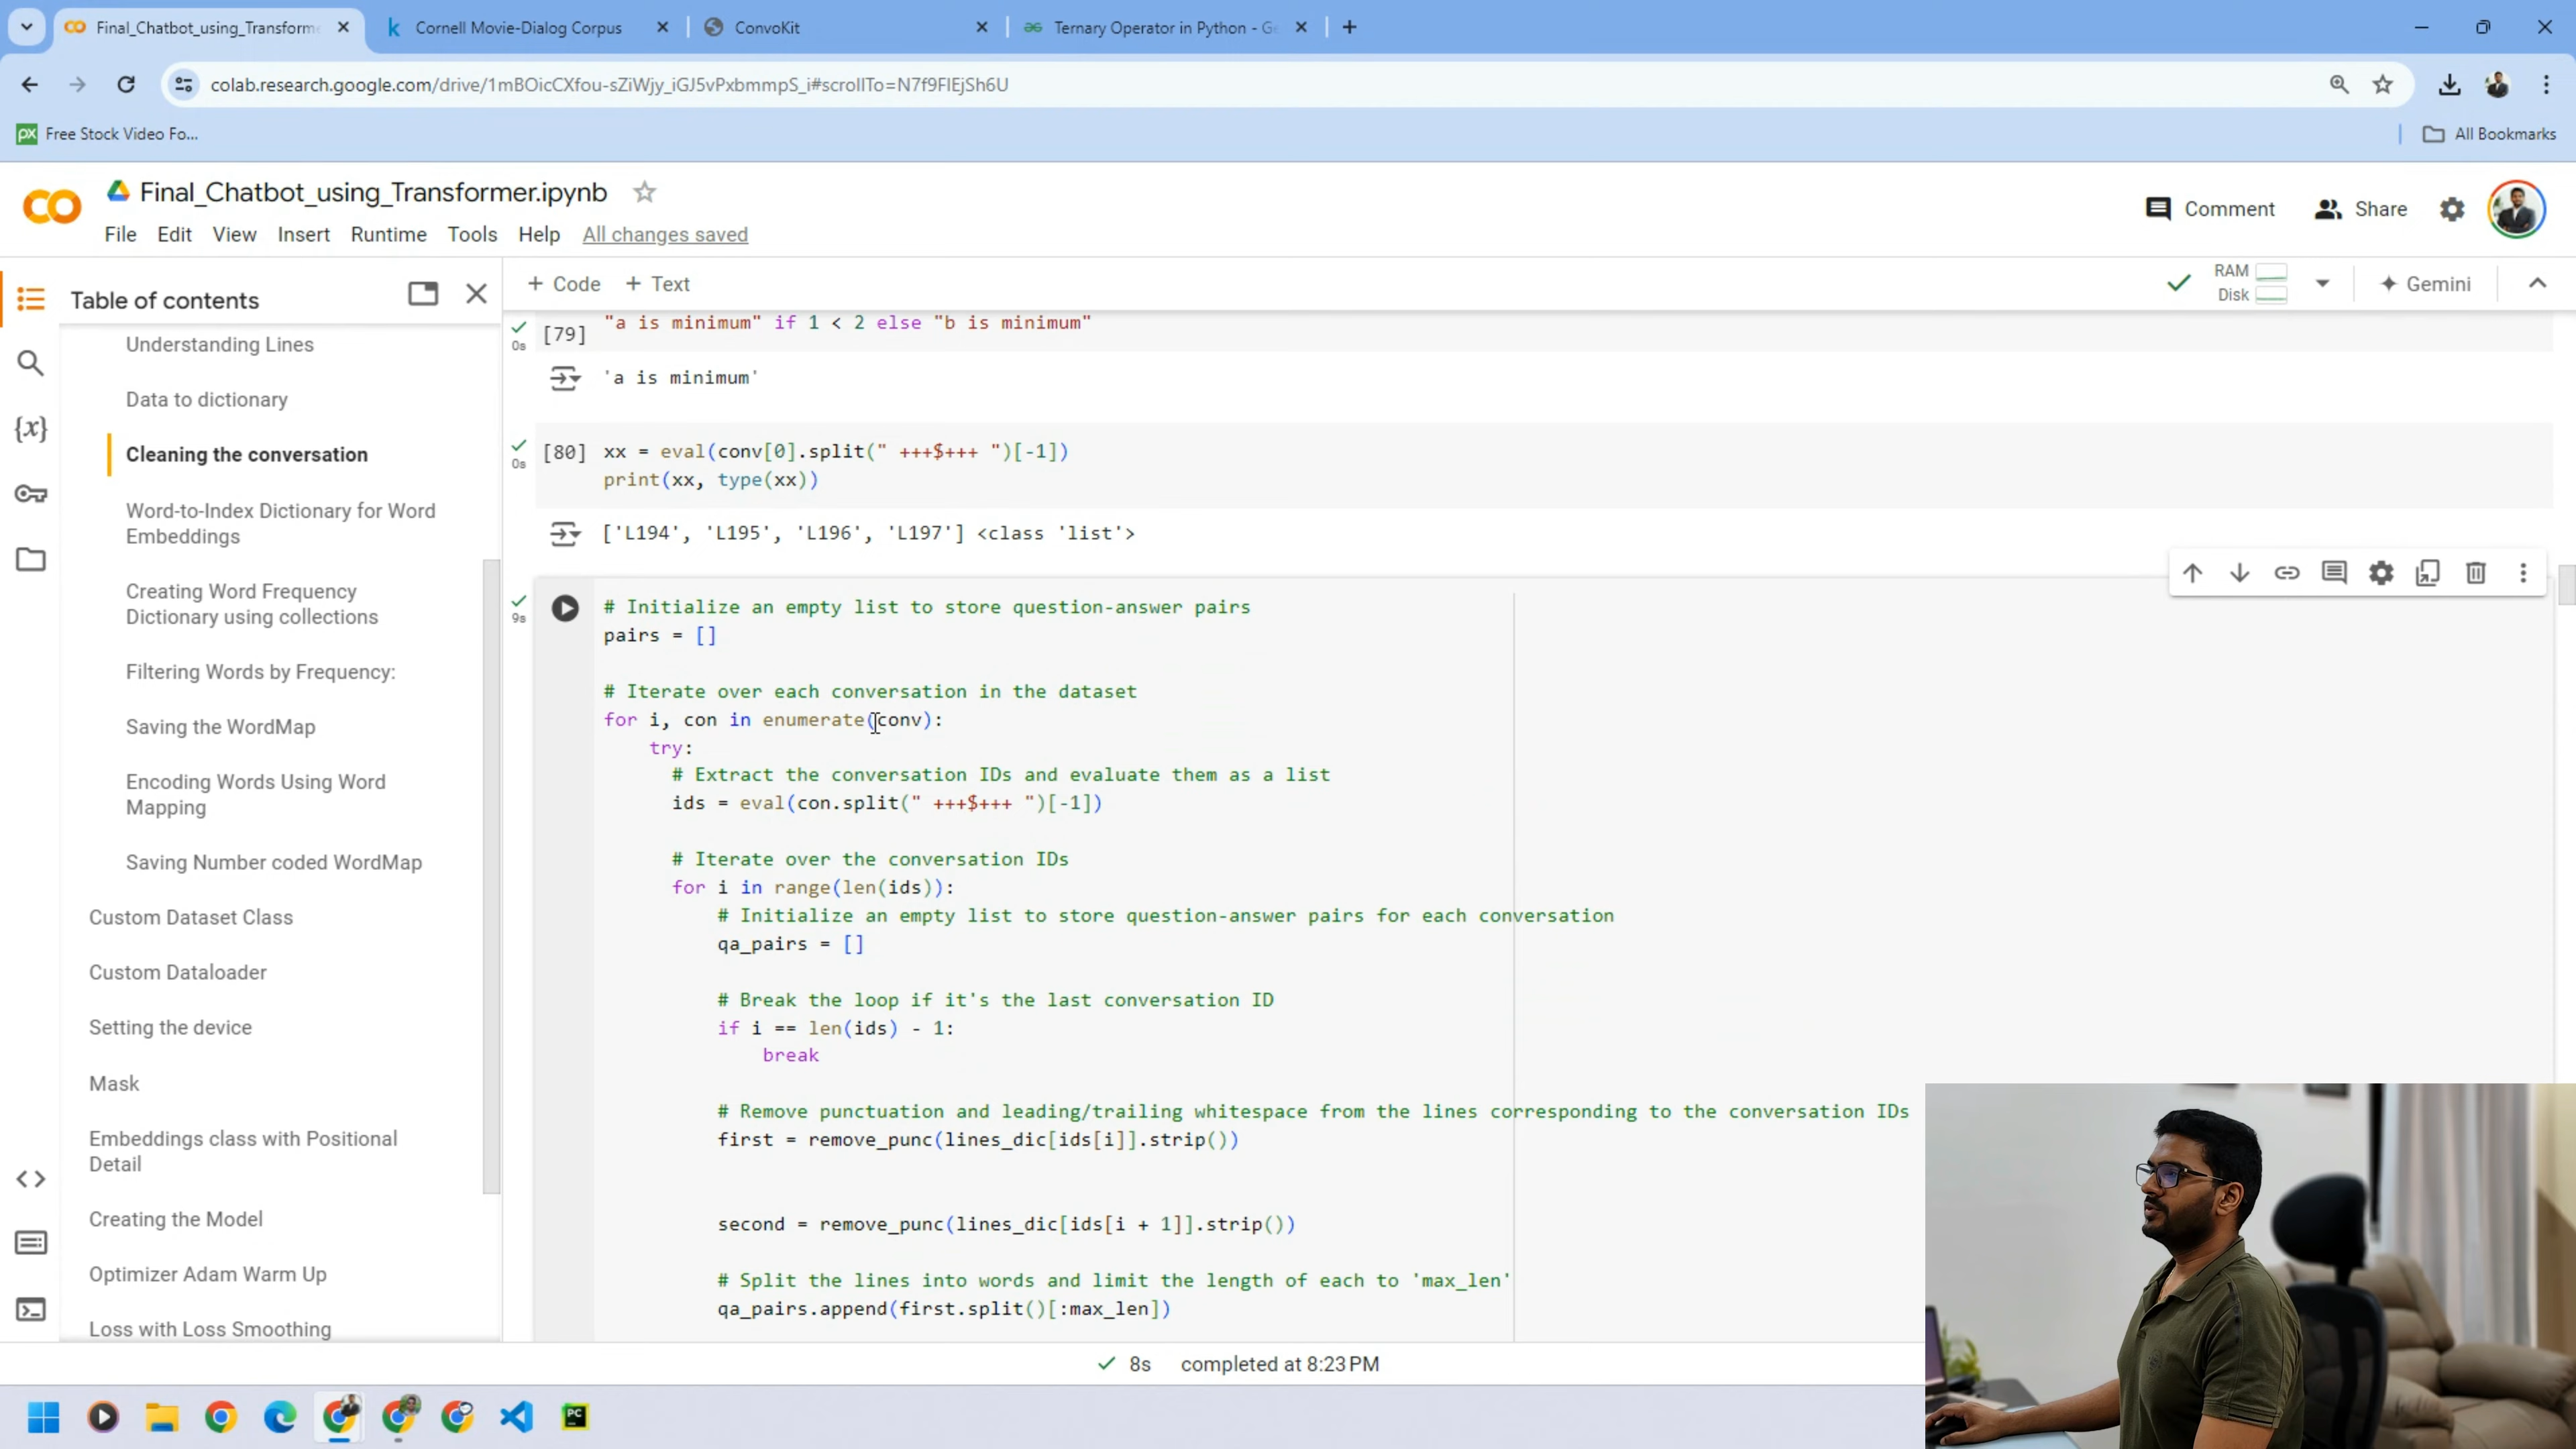 Final_Chatbot_using_Transforme
Cornell Movie-Dialog Corpus
ConvoKit
Ternary Operator in Python - Ge
colab.research.google.com/drive/1mBOicCXfou-sZiWjy_iGJ5vPxbmmpS_i#scrollTo=N7f9FIEjSh6U
Free Stock Video Fo...
All Bookmarks
Final_Chatbot_using_Transformer.ipynb
Comment
Share
File Edit View Insert Runtime Tools Help All changes saved
Table of contents
+ Code + Text
RAM
Disk
Gemini
Understanding Lines
Data to dictionary
Cleaning the conversation
Word-to-Index Dictionary for Word
Embeddings
Creating Word Frequency
Dictionary using collections
Filtering Words by Frequency:
Saving the WordMap
Encoding Words Using Word
Mapping
Saving Number coded WordMap
Custom Dataset Class
Custom Dataloader
Setting the device
Mask
Embeddings class with Positional
Detail
Creating the Model
Optimizer Adam Warm Up
Loss with Loss Smoothing
0s [79] "a is minimum" if 1 < 2 else "b is minimum"
'a is minimum'
0s [80] xx = eval(conv[0].split(" +++$+++ ")[-1])
print(xx, type(xx))
['L194', 'L195', 'L196', 'L197'] <class 'list'>
9s
# Initialize an empty list to store question-answer pairs
pairs = []
# Iterate over each conversation in the dataset
for i, con in enumerate(conv):
try:
# Extract the conversation IDs and evaluate them as a list
ids = eval(con.split(" +++$+++ ")[-1])
# Iterate over the conversation IDs
for i in range(len(ids)):
# Initialize an empty list to store question-answer pairs for each conversation
qa_pairs = []
# Break the loop if it's the last conversation ID
if i == len(ids) - 1:
break
# Remove punctuation and leading/trailing whitespace from the lines corresponding to the conversation IDs
first = remove_punc(lines_dic[ids[i]].strip())
second = remove_punc(lines_dic[ids[i + 1]].strip())
# Split the lines into words and limit the length of each to 'max_len'
qa_pairs.append(first.split()[:max_len])
8s completed at 8:23 PM